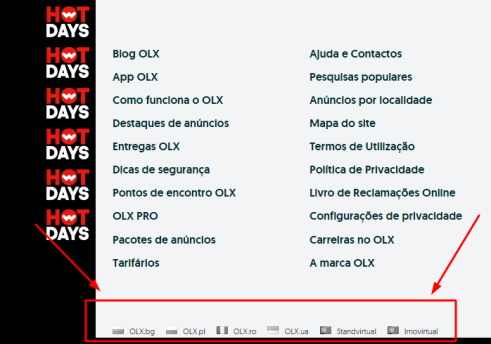 HOT
DAYS
HOT
DAYS
HOT
DAYS
HOT
DAYS
HOT
DAYS
HOT
DAYS
Blog OLX
App OLX
Como funciona o OLX
Destaques de anúncios
Entregas OLX
Dicas de segurança
Pontos de encontro OLX
OLX PRO
Pacotes de anúncios
Tarifários
Ajuda e Contactos
Pesquisas populares
Anúncios por localidade
Mapa do site
Termos de Utilização
Política de Privacidade
Livro de Reclamações Online
Configurações de privacidade
Carreiras no OLX
A marca OLX
OLX.bg OLX.pl OLX.ro OLX.ua Standvirtual Imovirtual